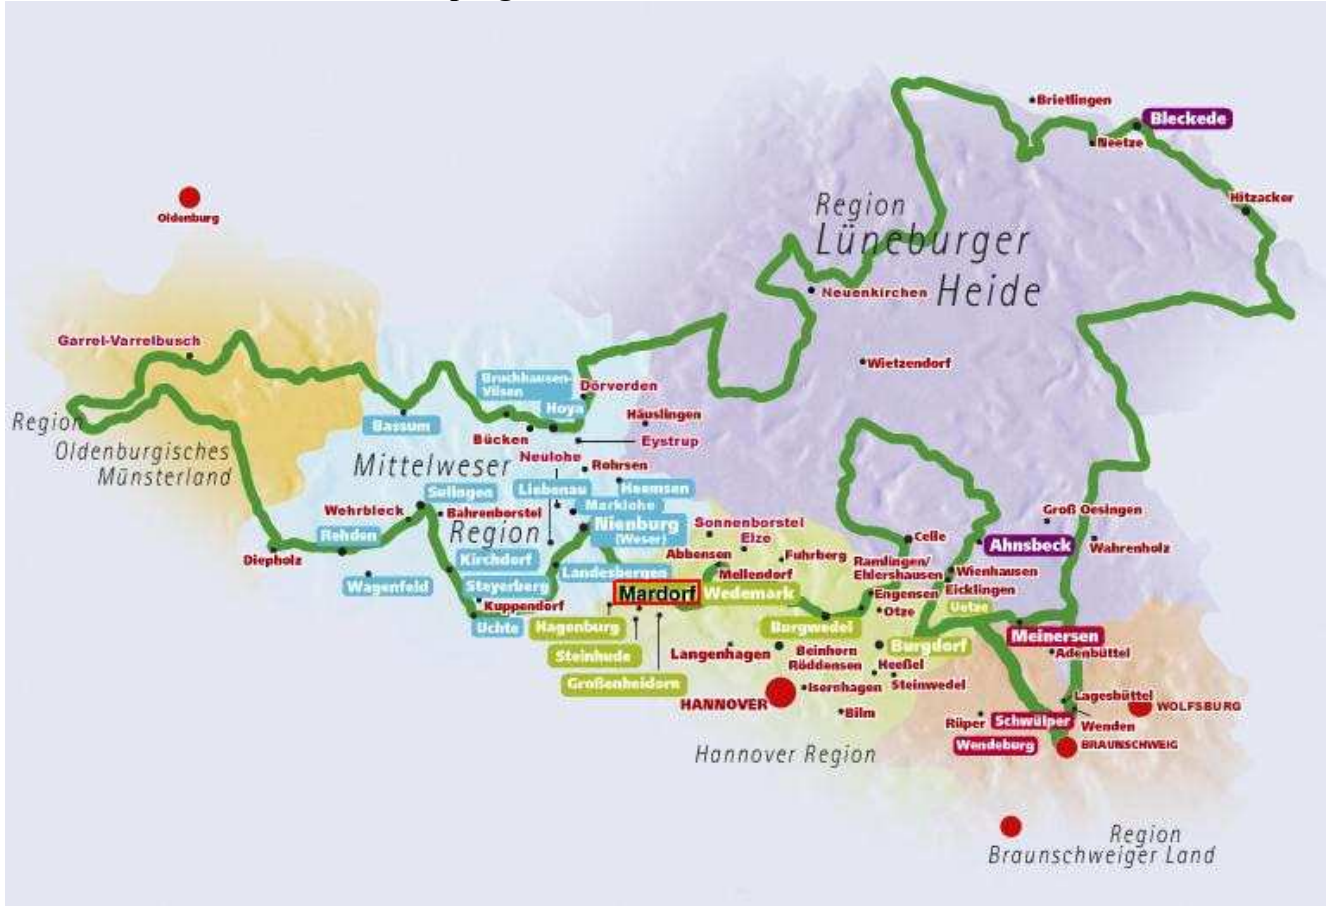 Brietlingen
Bleckede
Neetze
Oldenburg
Hitzacker
Region
Lüneburger
Heide
Neuenkirchen
Garrel-Varrelbusch
Wietzendorf
Bruchhausen-
Vilsen
Dörverden
Hoya
Häuslingen
Region
Oldenburgisches
Münsterland
Bassum
Bücken
Eystrup
Mittelweser
Region
Neulohe
Rohrsen
Sulingen
Liebenau
Heemsen
Wehrbleck
Bahrenborstel
Marklohe
Groß Oesingen
Rehden
Nienburg
(Weser)
Sonnenborstel
Elze
Celle
Ahnsbeck
Wahrenholz
Diepholz
Kirchdorf
Abbensen
Fuhrberg
Ramlingen/
Ehlershausen
Wienhausen
Wagenfeld
Steyerberg
Landesbergen
Mellendorf
Mardorf
Wedemark
Engensen
Eicklingen
Uetze
Kuppendorf
Otze
Uchte
Hagenburg
Burgwedel
Meinersen
Steinhude
Langenhagen
Beinhorn
Röddensen
Burgdorf
Adenbüttel
Großenheidorn
Heeßel
Isernhagen
Steinwedel
HANNOVER
Lagesbüttel
Bilm
WOLFSBURG
Rüper
Schwülper
Wenden
Wendeburg
BRAUNSCHWEIG
Hannover Region
Region
Braunschweiger Land